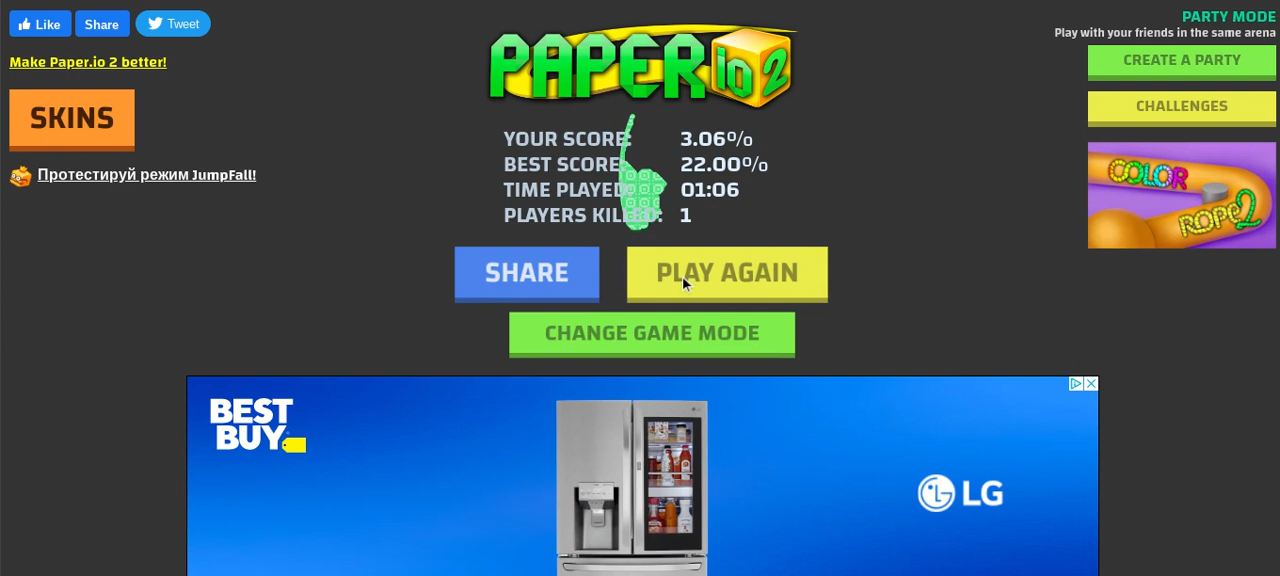 Like Share Tweet
Make Paper.io 2 better!
SKINS
Протестируй режим JumpFall!
PAPER io 2
YOUR SCORE: 3.06%
BEST SCORE: 22.00%
TIME PLAYED: 01:06
PLAYERS KILLED: 1
SHARE PLAY AGAIN
CHANGE GAME MODE
PARTY MODE
Play with your friends in the same arena
CREATE A PARTY
CHALLENGES
COLOR
ROPE 2
BEST
BUY
LG